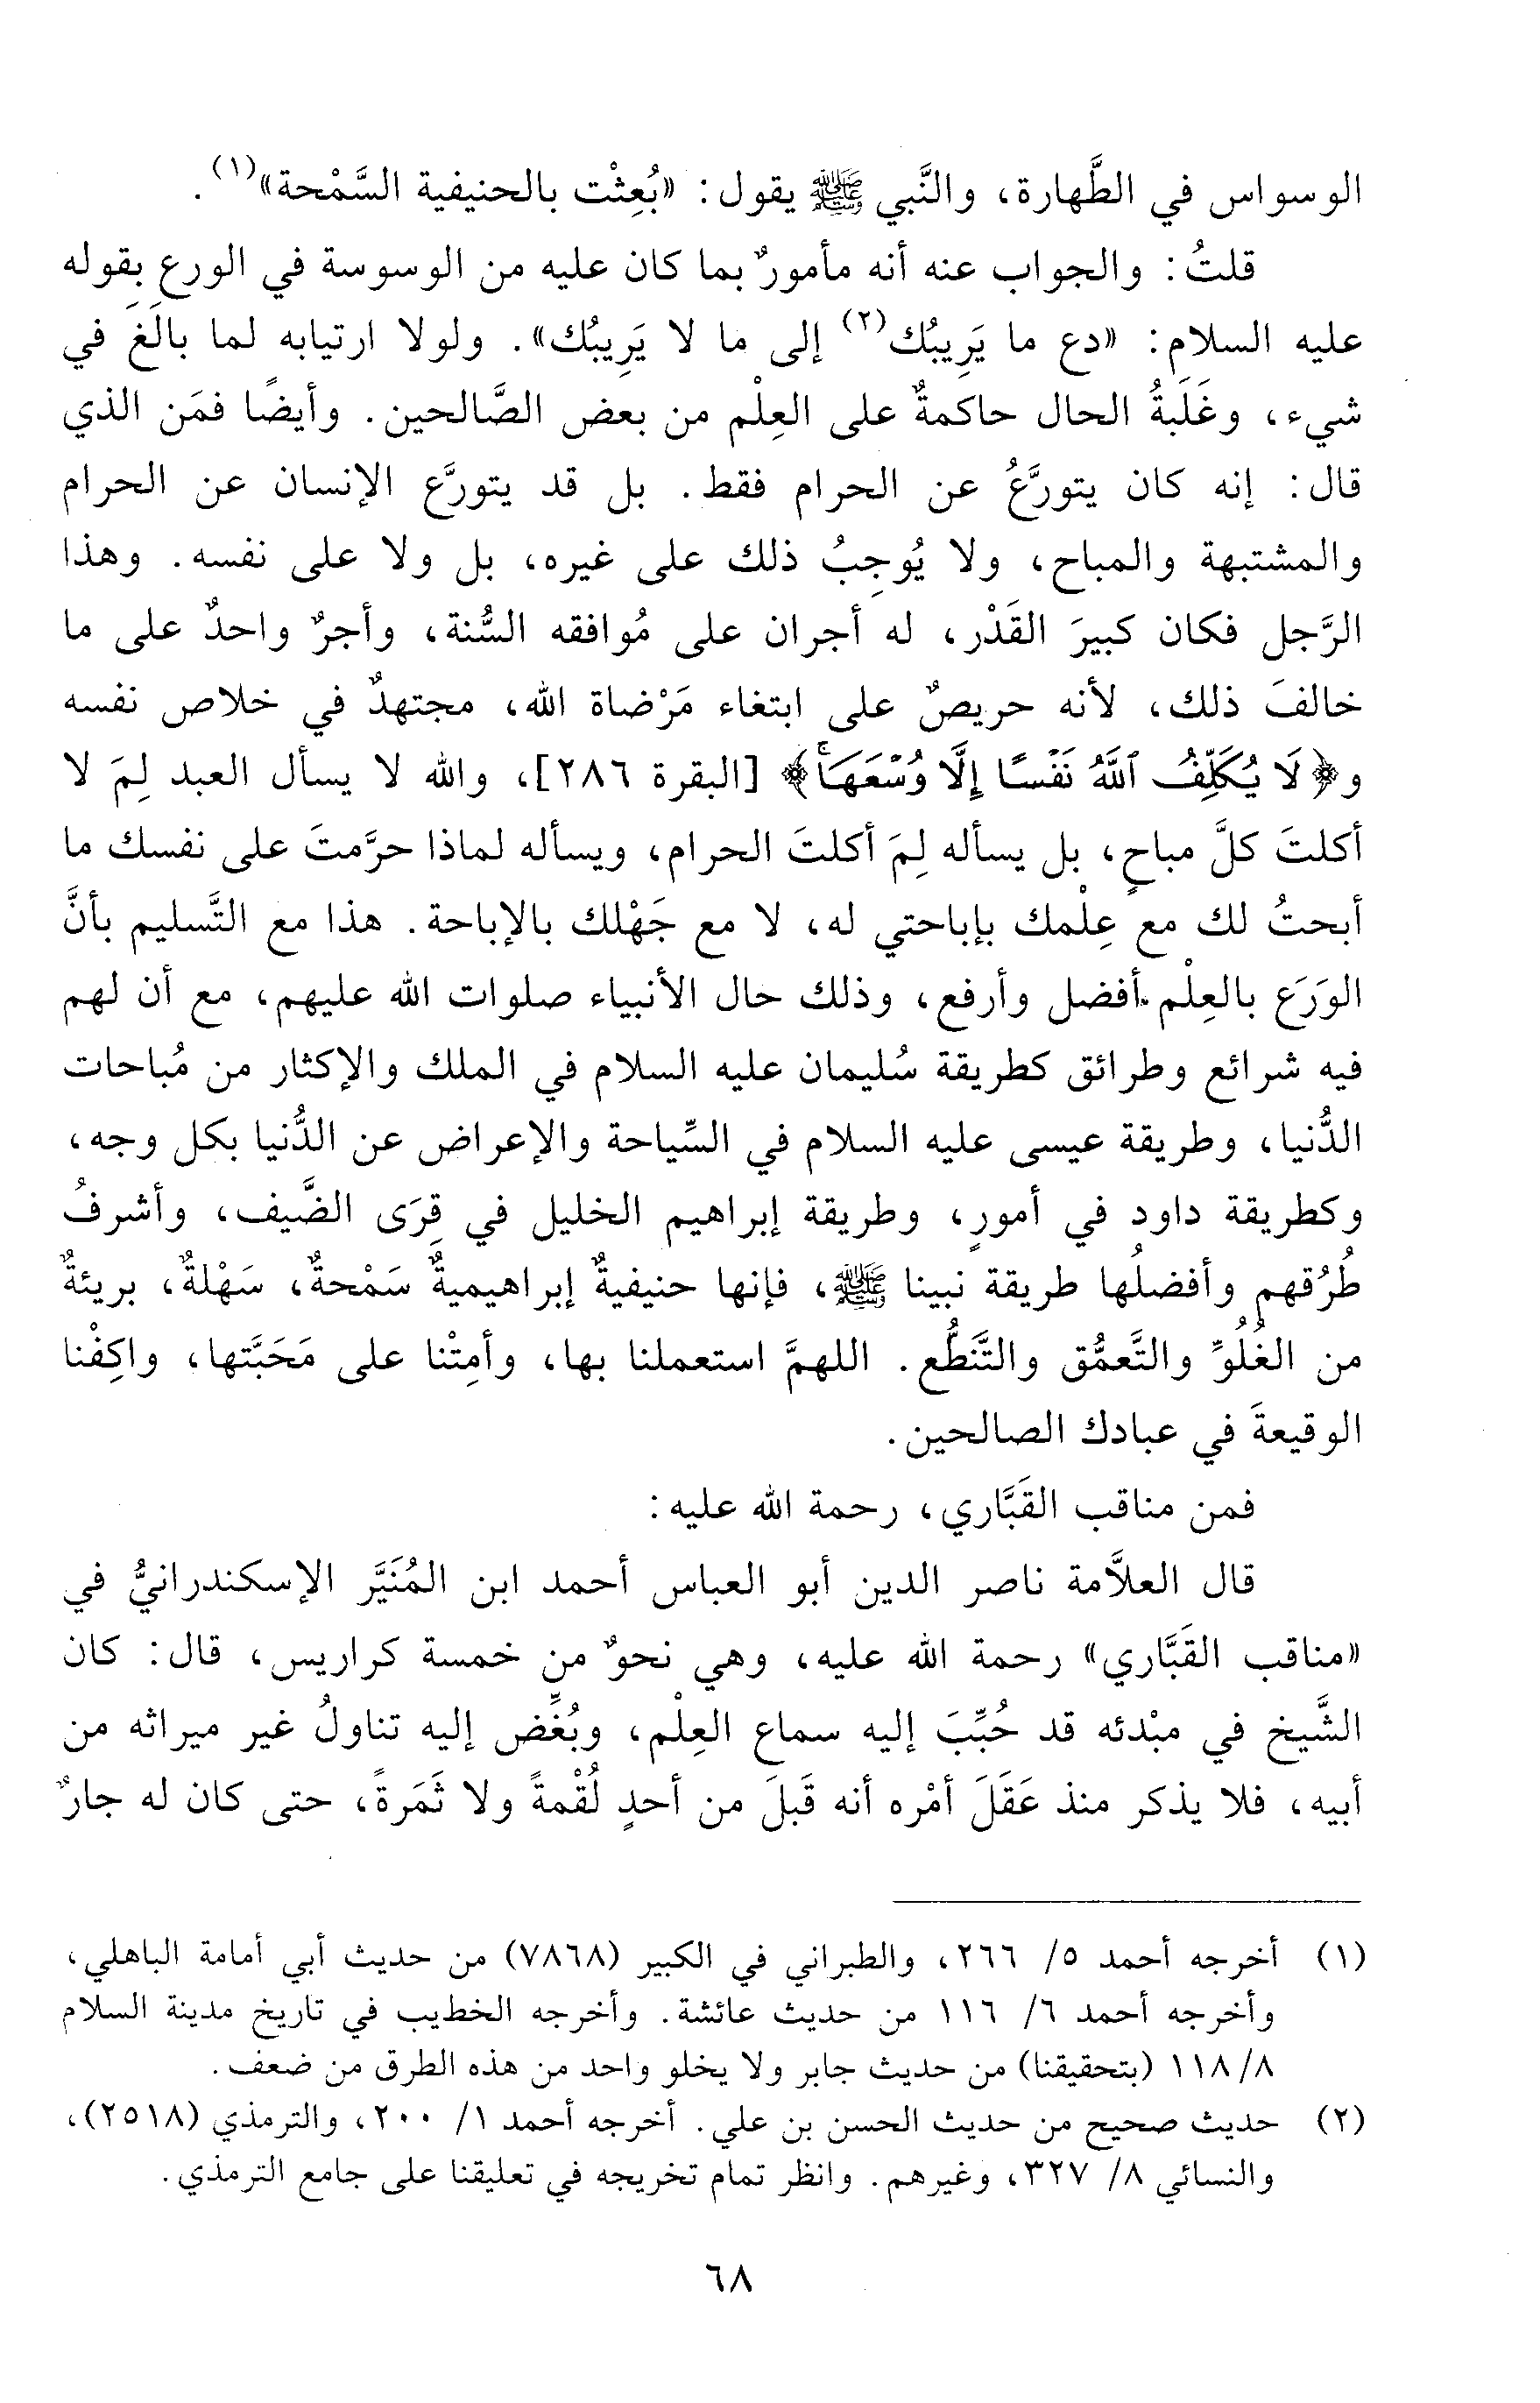 الوسواس في الطَّهارة، والنَّبي ﷺ يقول: «بُعِثْت بالحنيفية السَّمْحة»(١).
قلتُ: والجواب عنه أنه مأمورٌ بما كان عليه من الوسوسة في الورع بقوله
عليه السلام: «دع ما يَرِيبُك(٢) إلى ما لا يَرِيبُك». ولولا ارتيابه لما بالَغَ في
شيء، وغَلَبةُ الحال حاكمةٌ على العِلْم من بعض الصَّالحين. وأيضًا فمَن الذي
قال: إنه كان يتورَّعُ عن الحرام فقط. بل قد يتورَّع الإنسان عن الحرام
والمشتبهة والمباح، ولا يُوجِبُ ذلك على غيره، بل ولا على نفسه. وهذا
الرَّجل فكان كبيرَ القَدْر، له أجران على مُوافقه السُّنة، وأجرٌ واحدٌ على ما
خالفَ ذلك، لأنه حريصٌ على ابتغاء مَرْضاة الله، مجتهدٌ في خلاص نفسه
و﴿لَا يُكَلِّفُ ٱللَّهُ نَفْسًا إِلَّا وُسْعَهَاۚ﴾ [البقرة ٢٨٦]، والله لا يسأل العبد لِمَ لا
أكلتَ كلَّ مباحٍ، بل يسأله لِمَ أكلتَ الحرام، ويسأله لماذا حرَّمتَ على نفسك ما
أبحتُ لك مع عِلْمك بإباحتي له، لا مع جَهْلك بالإباحة. هذا مع التَّسليم بأنَّ
الوَرَع بالعِلْم أفضل وأرفع، وذلك حال الأنبياء صلوات الله عليهم، مع أن لهم
فيه شرائع وطرائق كطريقة سُليمان عليه السلام في الملك والإكثار من مُباحات
الدُّنيا، وطريقة عيسى عليه السلام في السِّياحة والإعراض عن الدُّنيا بكل وجه،
وكطريقة داود في أمورٍ، وطريقة إبراهيم الخليل في قِرَى الضَّيف، وأشرفُ
طُرُقهم وأفضلُها طريقة نبينا ﷺ، فإنها حنيفيةٌ إبراهيميةٌ سَمْحةٌ، سَهْلةٌ، بريئةٌ
من الغُلُوِّ والتَّعمُّق والتَّنَطُّع. اللهمَّ استعملنا بها، وأمِتْنا على مَحَبَّتها، واكِفْنا
الوقيعةَ في عبادك الصالحين.
فمن مناقب القَبَّاري، رحمة الله عليه:
قال العلاَّمة ناصر الدين أبو العباس أحمد ابن المُنَيَّر الإسكندرانيُّ في
«مناقب القَبَّاري» رحمة الله عليه، وهي نحوٌ من خمسة كراريس، قال: كان
الشَّيخ في مبْدئه قد حُبِّبَ إليه سماع العِلْم، وبُغِّض إليه تناولُ غير ميراثه من
أبيه، فلا يذكر منذ عَقَلَ أمْره أنه قَبلَ من أحدٍ لُقْمةً ولا ثَمَرةً، حتى كان له جارٌ
(١) أخرجه أحمد ٥/ ٢٦٦، والطبراني في الكبير (٧٨٦٨) من حديث أبي أمامة الباهلي،
وأخرجه أحمد ٦/ ١١٦ من حديث عائشة. وأخرجه الخطيب في تاريخ مدينة السلام
٨/ ١١٨ (بتحقيقنا) من حديث جابر ولا يخلو واحد من هذه الطرق من ضعف.
(٢) حديث صحيح من حديث الحسن بن علي. أخرجه أحمد ١/ ٢٠٠، والترمذي (٢٥١٨)،
والنسائي ٨/ ٣٢٧، وغيرهم. وانظر تمام تخريجه في تعليقنا على جامع الترمذي.
٦٨